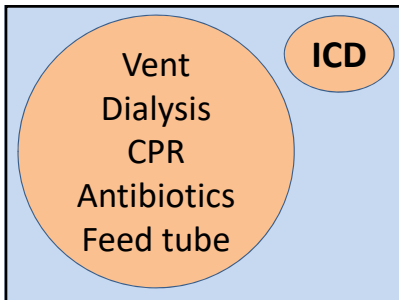 Vent
Dialysis
CPR
Antibiotics
Feed tube
ICD